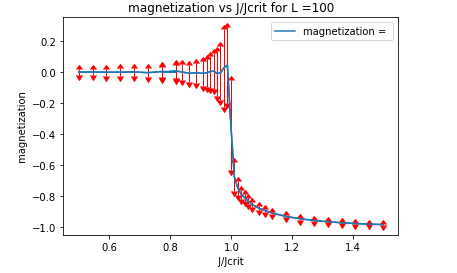 magnetization vs J/Jcrit for L =100
magnetization =
magnetization
0.2
0.0
−0.2
−0.4
−0.6
−0.8
−1.0
0.6 0.8 1.0 1.2 1.4
J/Jcrit